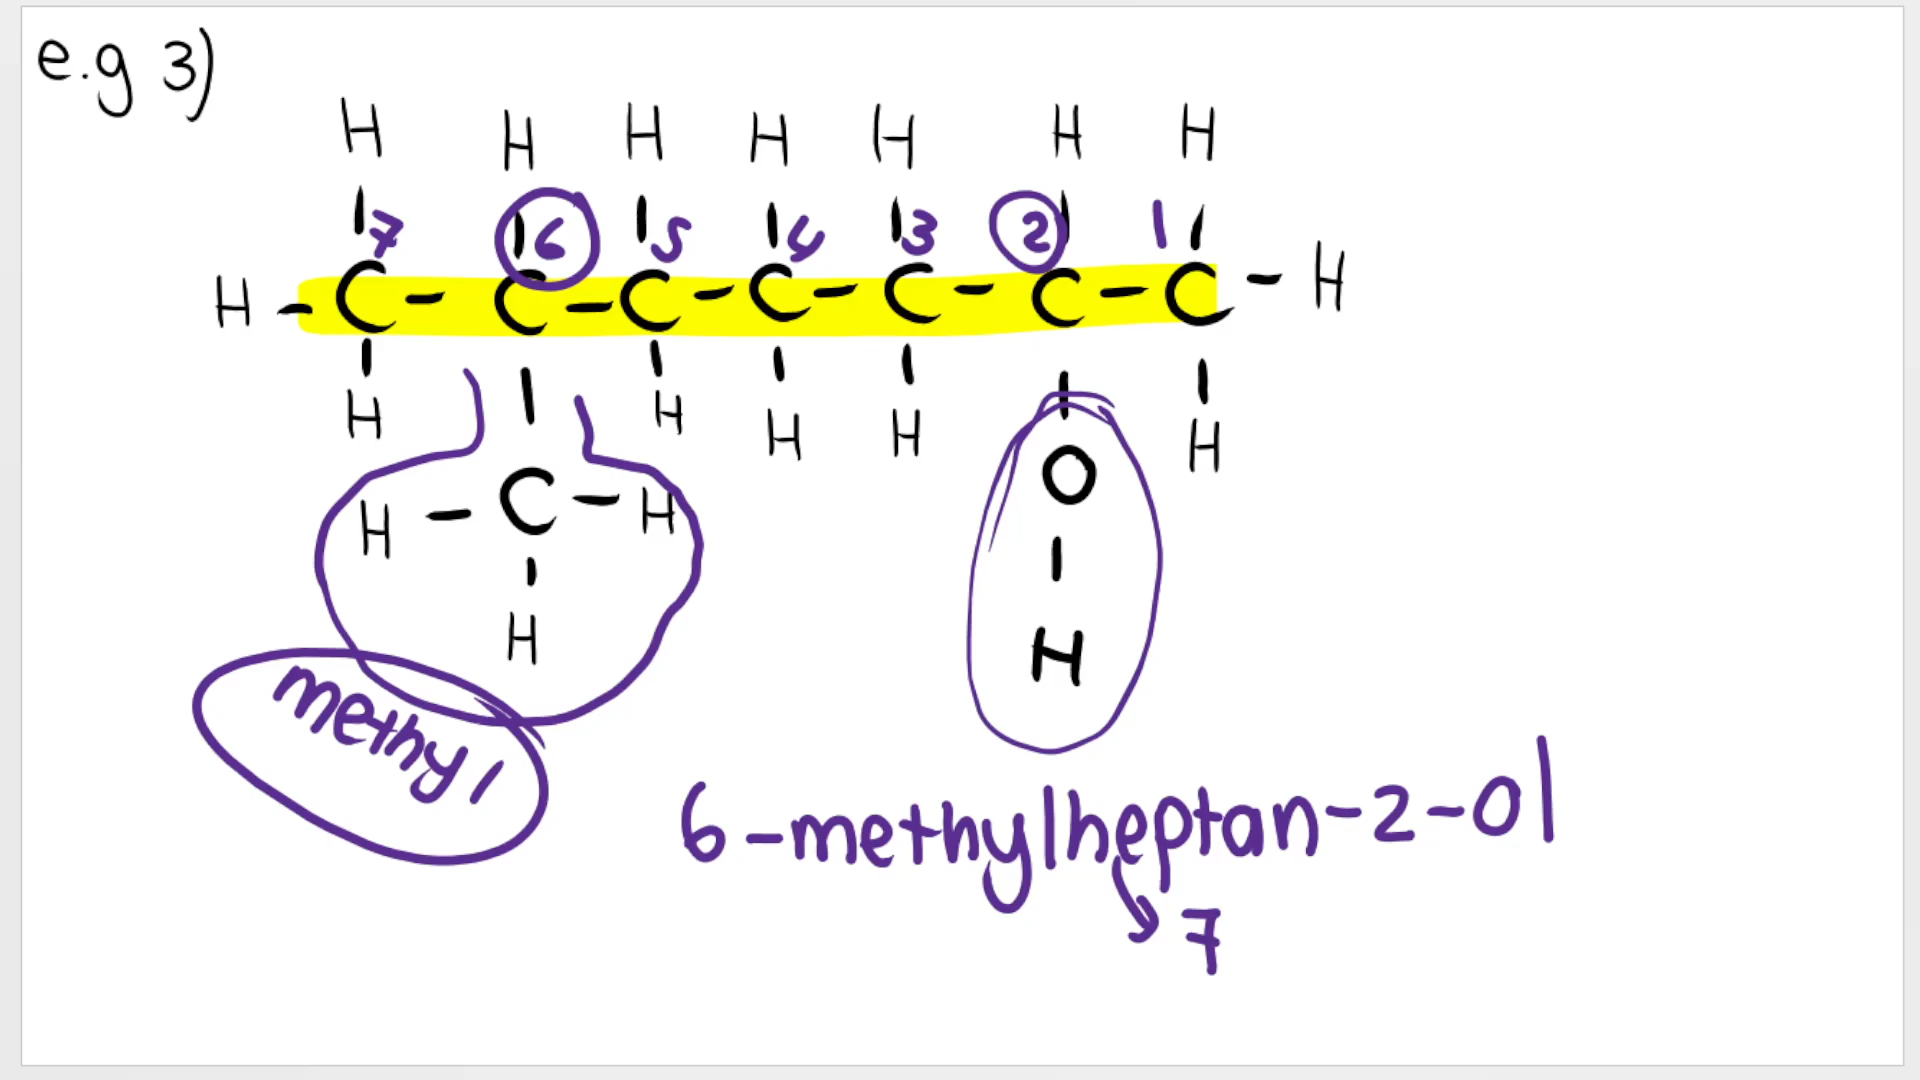 e.g 3)
H H H H H H H
7 6 5 4 3 2 1
H - C - C - C - C - C - C - C - H
H H H H H
H - C - H O
H H
methyl
6-methylheptan-2-ol
7